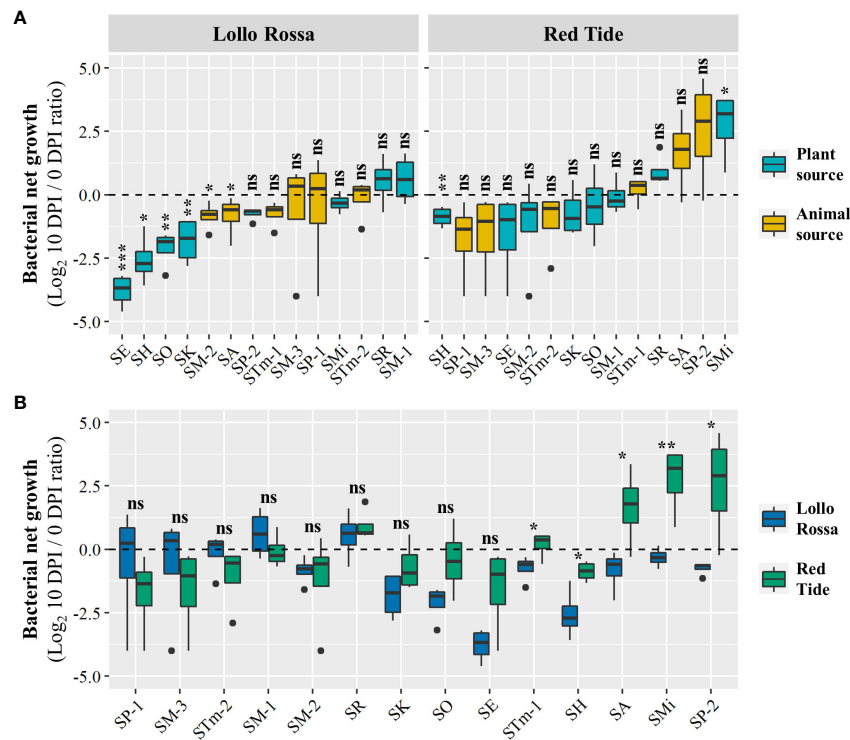 A
Lollo Rossa
Red Tide
Bacterial net growth
(Log2 10 DPI / 0 DPI ratio)
5.0
2.5
0.0
-2.5
-5.0
*** * ** ** * * ns ns ns ns ns ns ns ns
** ns ns ns ns ns ns ns ns ns ns ns ns *
SE SH SO SK SM-2 SA SP-2 STm-1 SM-3 SP-1 SMi STm-2 SR SM-1
SH SP-1 SM-3 SE SM-2 STm-2 SK SO SM-1 STm-1 SR SA SP-2 SMi
Plant
source
Animal
source
B
Bacterial net growth
(Log2 10 DPI / 0 DPI ratio)
5.0
2.5
0.0
-2.5
-5.0
ns ns ns ns ns ns ns ns ns * * * ** *
SP-1 SM-3 STm-2 SM-1 SM-2 SR SK SO SE STm-1 SH SA SMi SP-2
Lollo
Rossa
Red
Tide